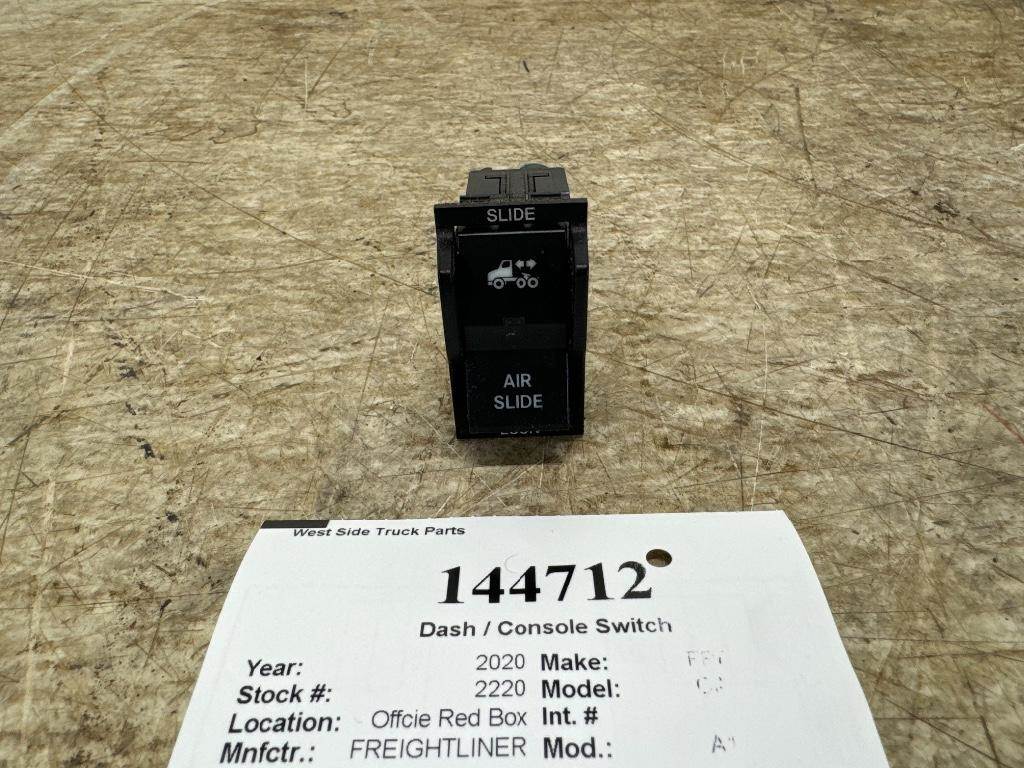 SLIDE
AIR
SLIDE
West Side Truck Parts
144712
Dash / Console Switch
Year: 2020 Make:
Stock #: 2220 Model:
Location: Offcie Red Box Int. #
Mnfctr.: FREIGHTLINER Mod.: